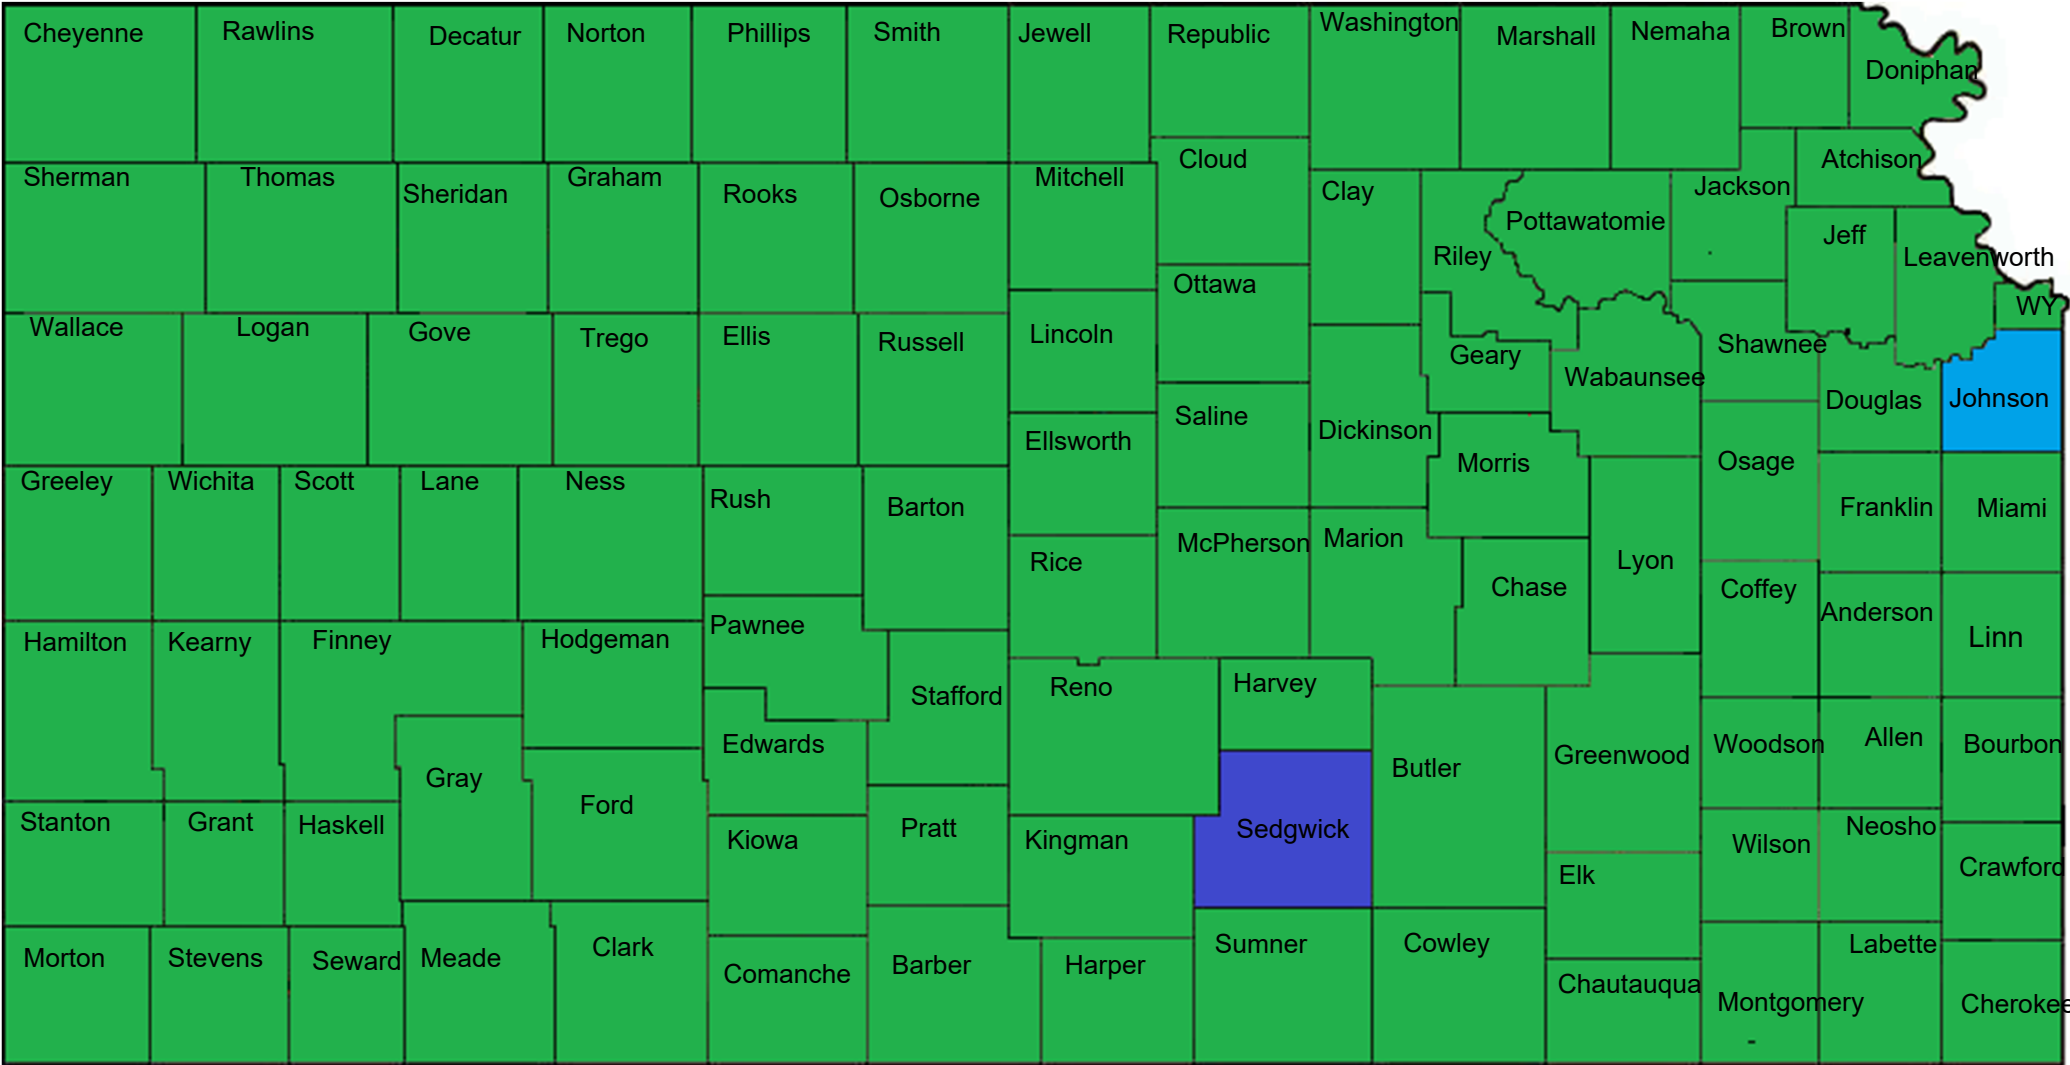 Cheyenne
Rawlins
Decatur
Norton
Phillips
Smith
Jewell
Republic
Washington
Marshall
Nemaha
Brown
Doniphan
Sherman
Thomas
Sheridan
Graham
Rooks
Osborne
Mitchell
Cloud
Clay
Riley
Pottawatomie
Jackson
Atchison
Jeff
Leavenworth
WY
Wallace
Logan
Gove
Trego
Ellis
Russell
Lincoln
Ottawa
Saline
Dickinson
Geary
Wabaunsee
Shawnee
Douglas
Johnson
Greeley
Wichita
Scott
Lane
Ness
Rush
Barton
Ellsworth
Rice
McPherson
Marion
Morris
Chase
Lyon
Osage
Coffey
Franklin
Miami
Anderson
Linn
Hamilton
Kearny
Finney
Hodgeman
Pawnee
Edwards
Stafford
Reno
Harvey
Butler
Greenwood
Woodson
Allen
Bourbon
Stanton
Grant
Haskell
Gray
Ford
Kiowa
Pratt
Kingman
Sedgwick
Elk
Wilson
Neosho
Crawford
Morton
Stevens
Seward
Meade
Clark
Comanche
Barber
Harper
Sumner
Cowley
Chautauqua
Montgomery
Labette
Cherokee